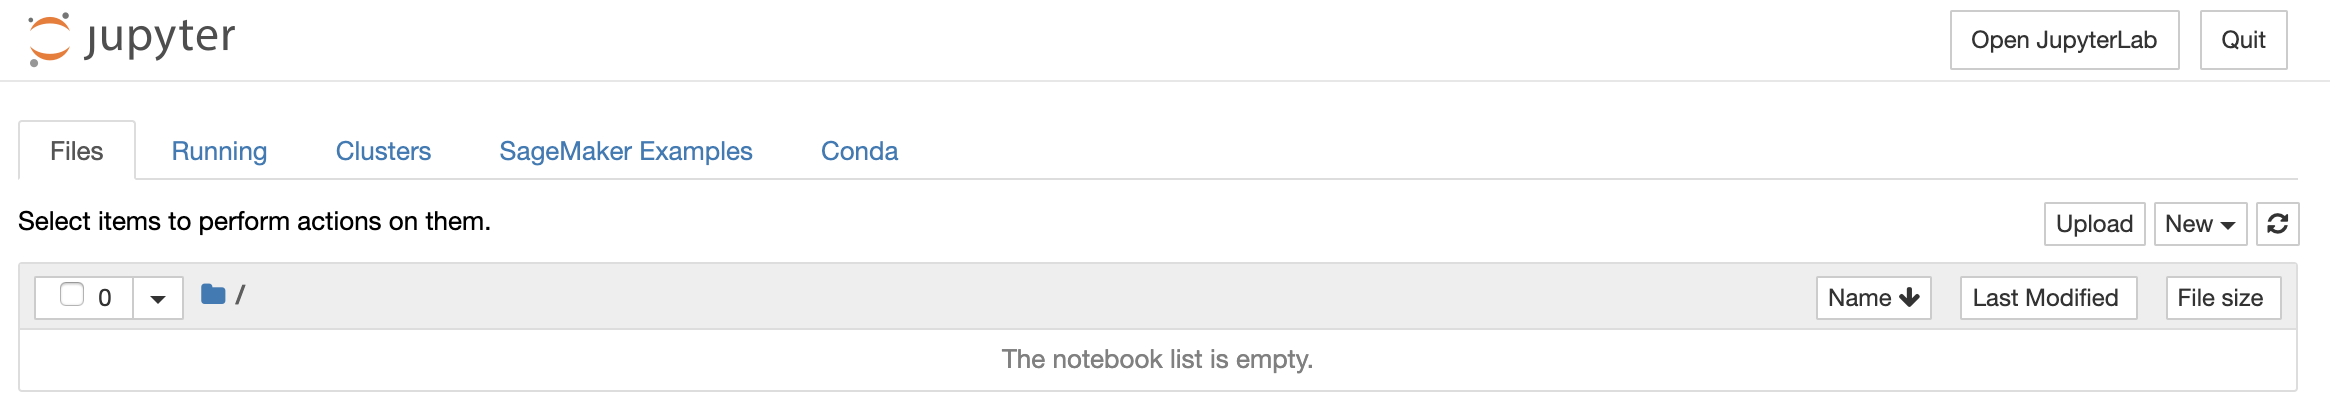 jupyter
Open JupyterLab Quit
Files Running Clusters SageMaker Examples Conda
Select items to perform actions on them.
Upload New
0 / Name Last Modified File size
The notebook list is empty.